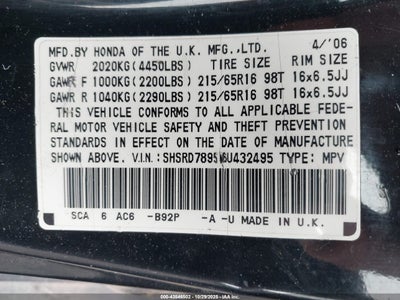 MFD.BY HONDA OF THE U.K. MFG.,LTD. 4/'06
GVWR 2020KG(4450LBS) TIRE SIZE RIM SIZE
GAWR F 1000KG(2200LBS) 215/65R16 98T 16x6.5JJ
GAWR R 1040KG(2290LBS) 215/65R16 98T 16x6.5JJ
THIS VEHICLE CONFORMS TO ALL APPLICABLE FEDE-
RAL MOTOR VEHICLE SAFETY AND THEFT PREVENTION
STANDARDS IN EFFECT ON THE DATE OF MANUFACTURE
SHOWN ABOVE. V.I.N.: SHSRD78956U432495 TYPE: MPV
SCA 6 AC6 -B92P -A -U MADE IN U.K.